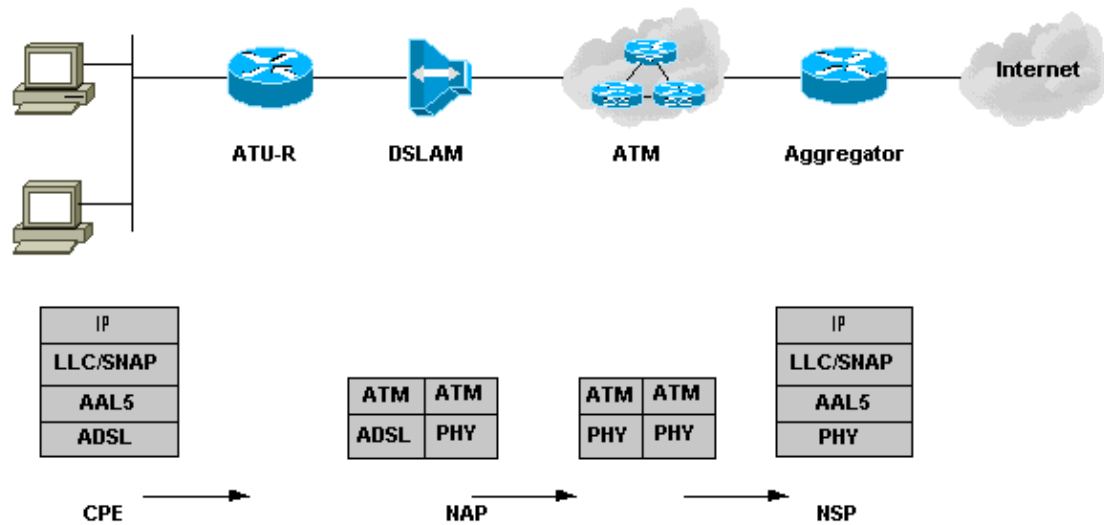 Internet
ATU-R DSLAM ATM Aggregator
IP
LLC/SNAP
AAL5
ADSL
ATM ATM
ADSL PHY
ATM ATM
PHY PHY
IP
LLC/SNAP
AAL5
PHY
CPE NAP NSP